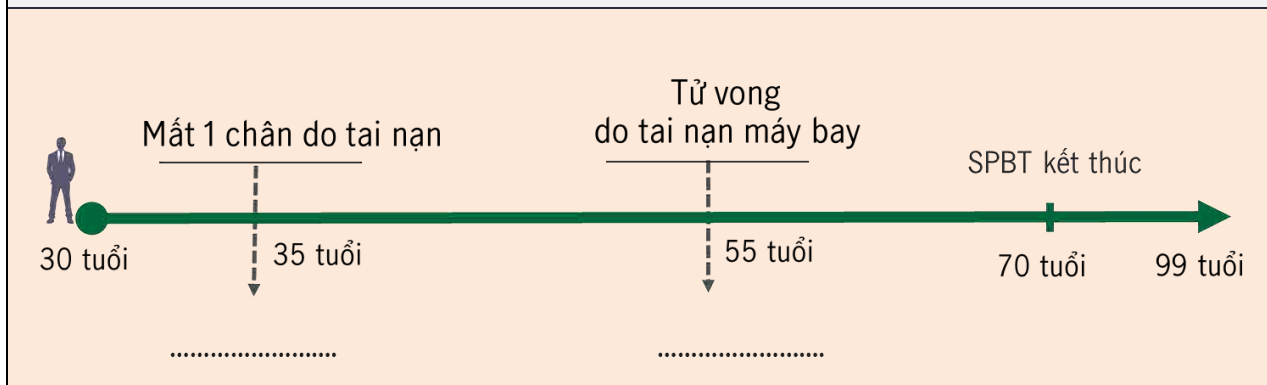 Mất 1 chân do tai nạn
Tử vong
do tai nạn máy bay
SPBT kết thúc
30 tuổi
35 tuổi
55 tuổi
70 tuổi
99 tuổi
.........................
.........................